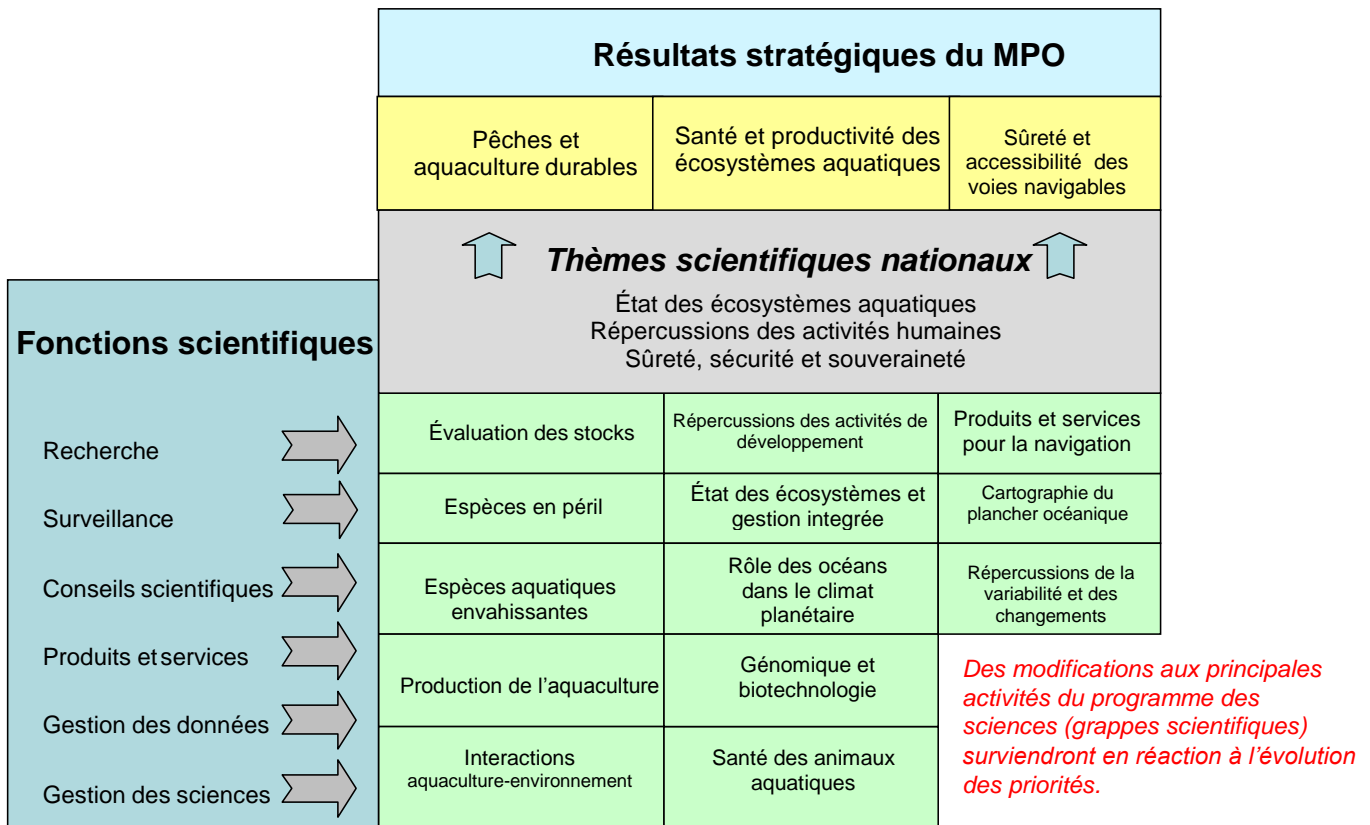 Résultats stratégiques du MPO
Pêches et
aquaculture durables
Santé et productivité des
écosystèmes aquatiques
Sûreté et
accessibilité des
voies navigables
Thèmes scientifiques nationaux
État des écosystèmes aquatiques
Répercussions des activités humaines
Sûreté, sécurité et souveraineté
Fonctions scientifiques
Recherche
Surveillance
Conseils scientifiques
Produits et services
Gestion des données
Gestion des sciences
Évaluation des stocks
Répercussions des activités de
développement
Produits et services
pour la navigation
Espèces en péril
État des écosystèmes et
gestion integrée
Cartographie du
plancher océanique
Espèces aquatiques
envahissantes
Rôle des océans
dans le climat
planétaire
Répercussions de la
variabilité et des
changements
Production de l'aquaculture
Génomique et
biotechnologie
Interactions
aquaculture-environnement
Santé des animaux
aquatiques
Des modifications aux principales
activités du programme des
sciences (grappes scientifiques)
surviendront en réaction à l'évolution
des priorités.